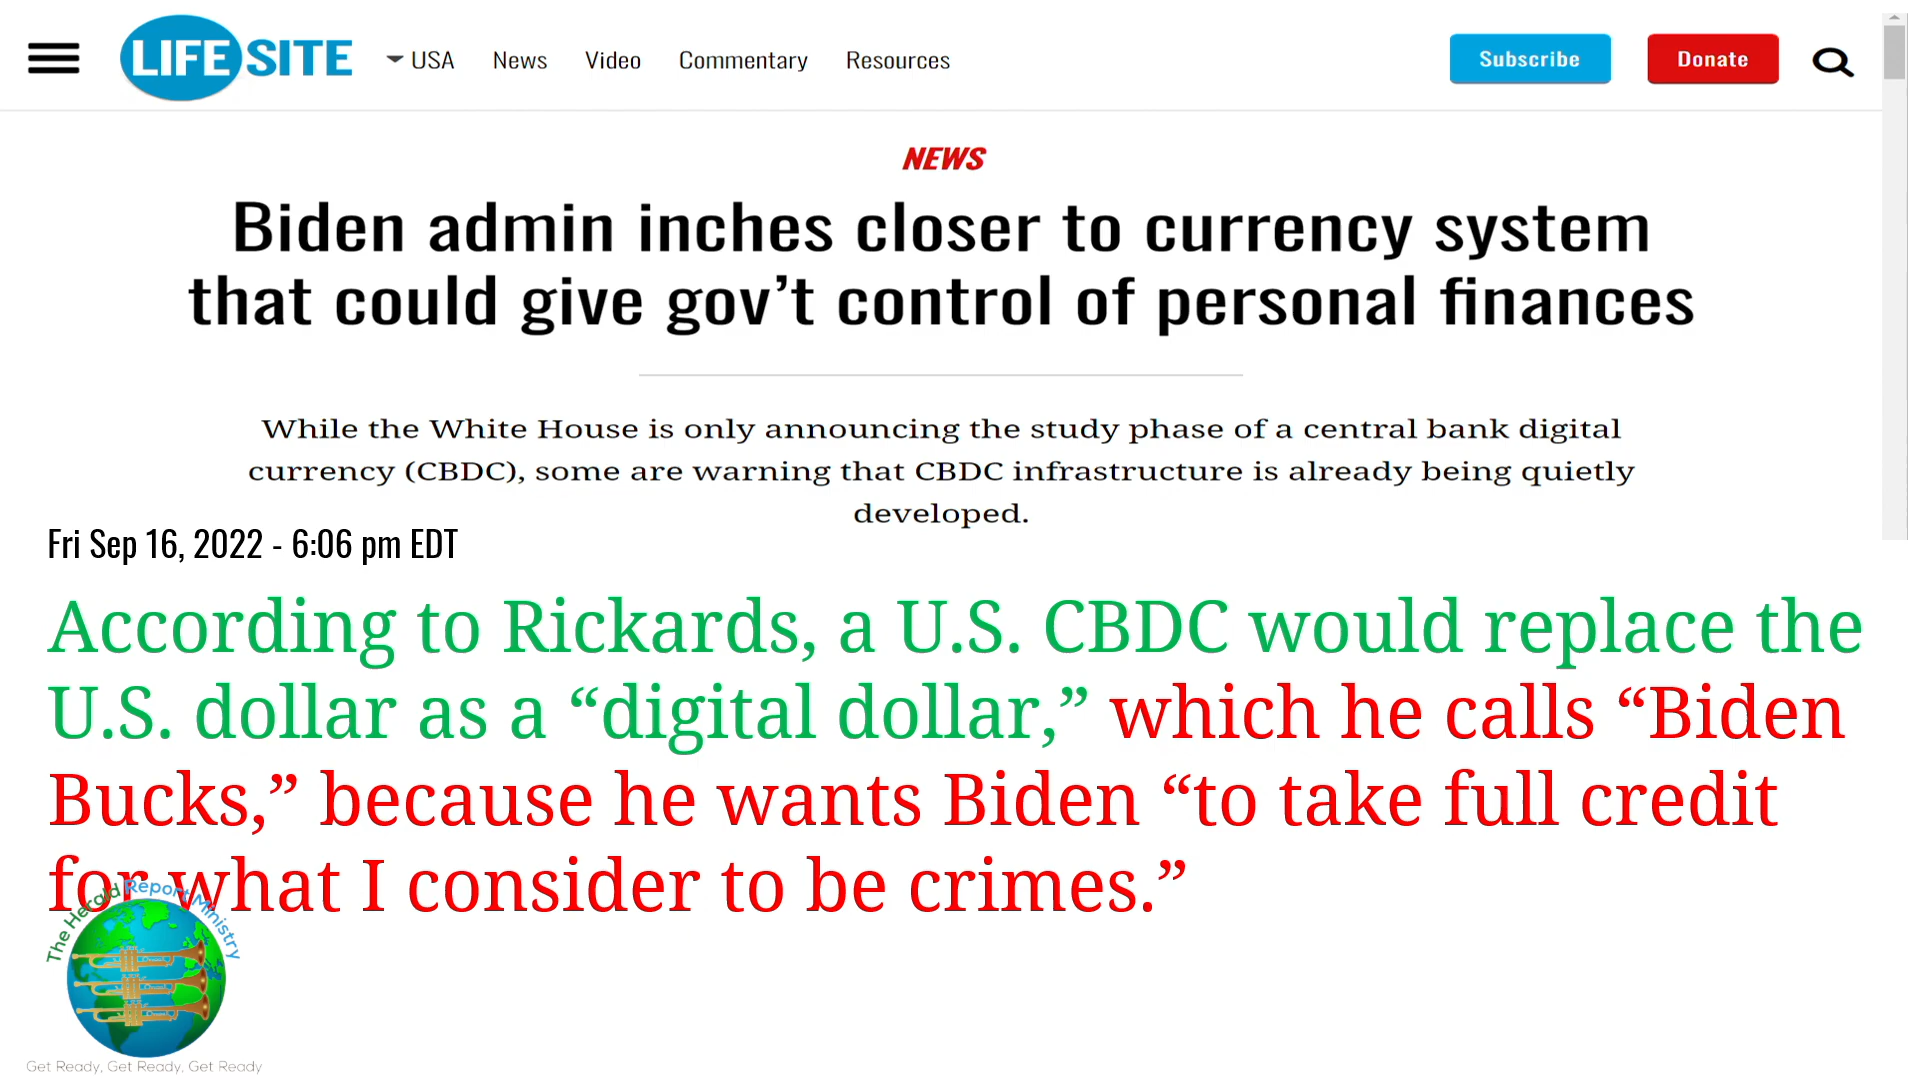 LIFE SITE
USA News Video Commentary Resources
Subscribe Donate
NEWS
Biden admin inches closer to currency system
that could give gov’t control of personal finances
While the White House is only announcing the study phase of a central bank digital
currency (CBDC), some are warning that CBDC infrastructure is already being quietly
developed.
Fri Sep 16, 2022 - 6:06 pm EDT
According to Rickards, a U.S. CBDC would replace the
U.S. dollar as a “digital dollar,” which he calls “Biden
Bucks,” because he wants Biden “to take full credit
for what I consider to be crimes.”
The Herald Report Ministry
Get Ready, Get Ready, Get Ready